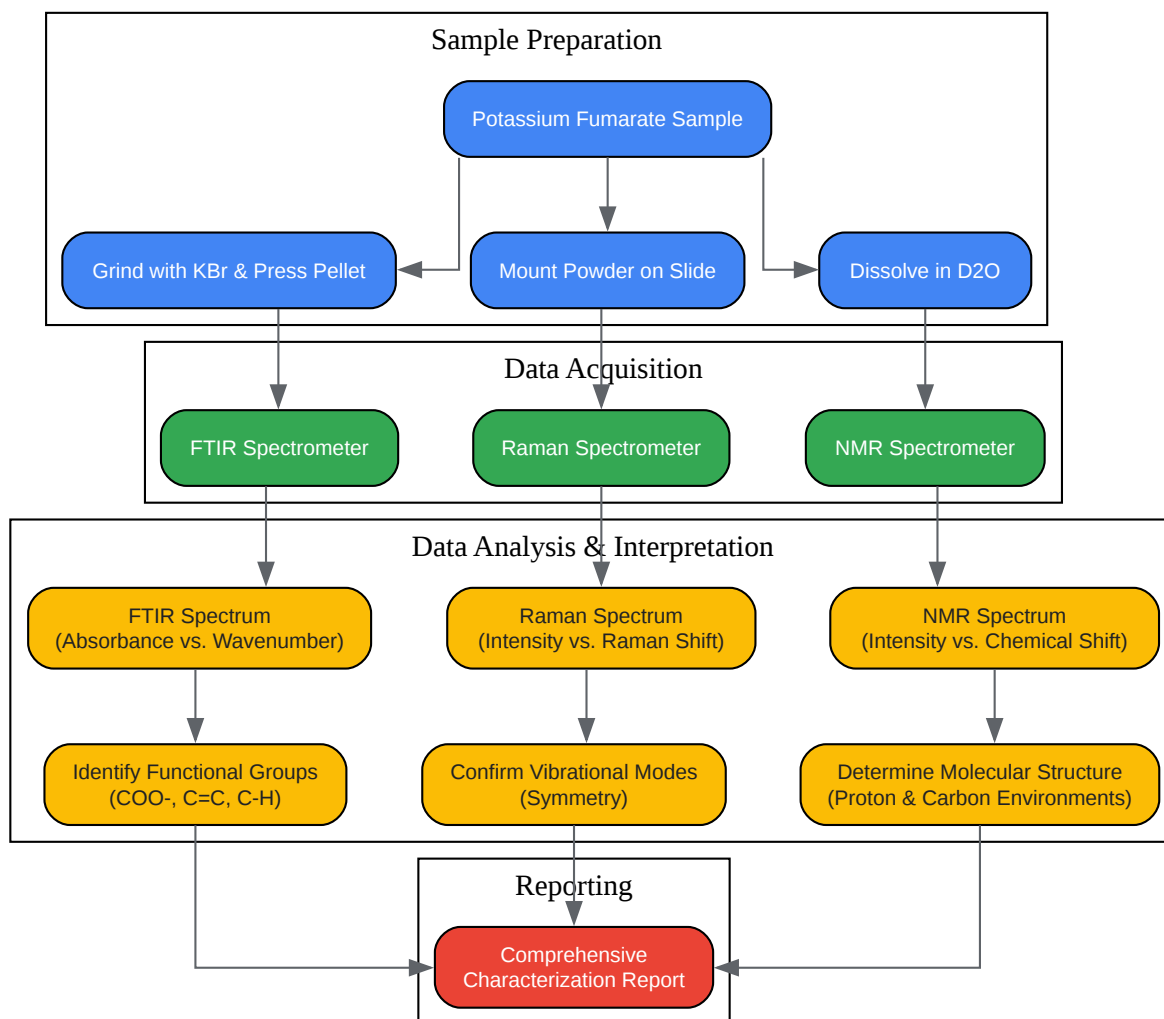 Sample Preparation
Potassium Fumarate Sample
Grind with KBr & Press Pellet
Mount Powder on Slide
Dissolve in D2O
Data Acquisition
FTIR Spectrometer
Raman Spectrometer
NMR Spectrometer
Data Analysis & Interpretation
FTIR Spectrum
(Absorbance vs. Wavenumber)
Raman Spectrum
(Intensity vs. Raman Shift)
NMR Spectrum
(Intensity vs. Chemical Shift)
Identify Functional Groups
(COO-, C=C, C-H)
Confirm Vibrational Modes
(Symmetry)
Determine Molecular Structure
(Proton & Carbon Environments)
Reporting
Comprehensive
Characterization Report